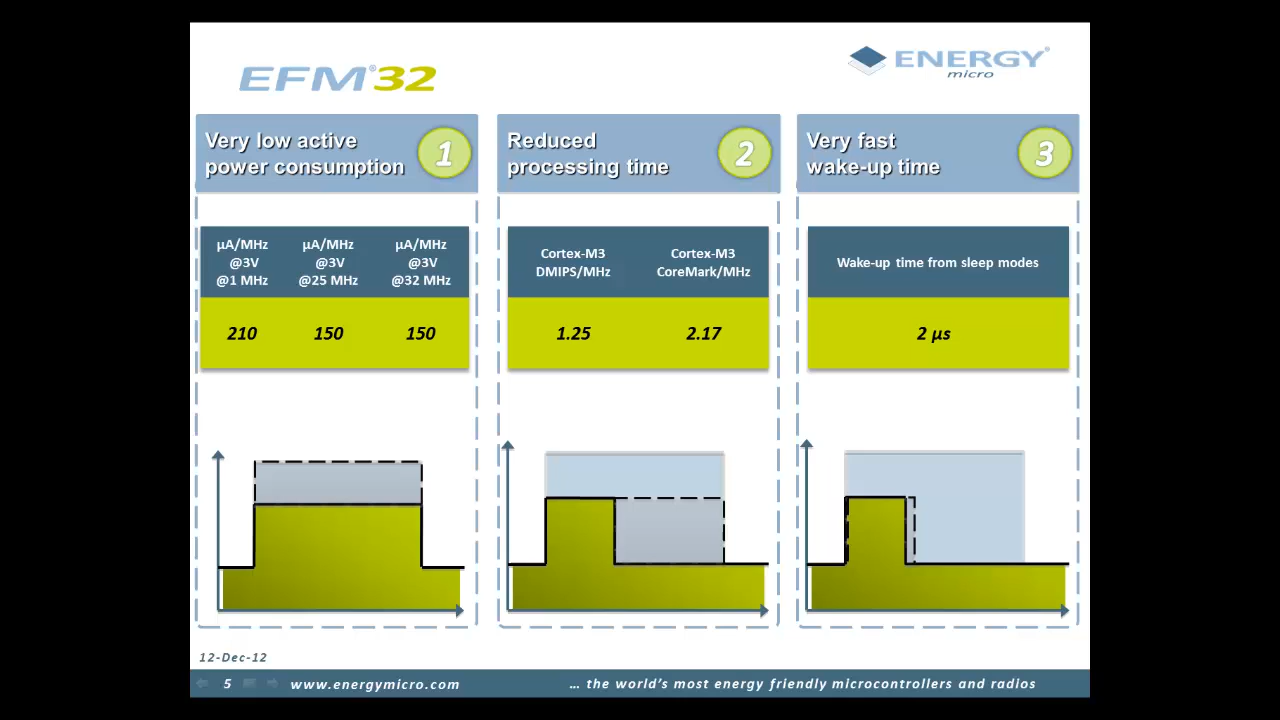 EFM®32
ENERGY®
micro
Very low active
power consumption
1
Reduced
processing time
2
Very fast
wake-up time
3
µA/MHz
@3V
@1 MHz
µA/MHz
@3V
@25 MHz
µA/MHz
@3V
@32 MHz
210
150
150
Cortex-M3
DMIPS/MHz
Cortex-M3
CoreMark/MHz
1.25
2.17
Wake-up time from sleep modes
2 µs
12-Dec-12
5
www.energymicro.com
... the world's most energy friendly microcontrollers and radios